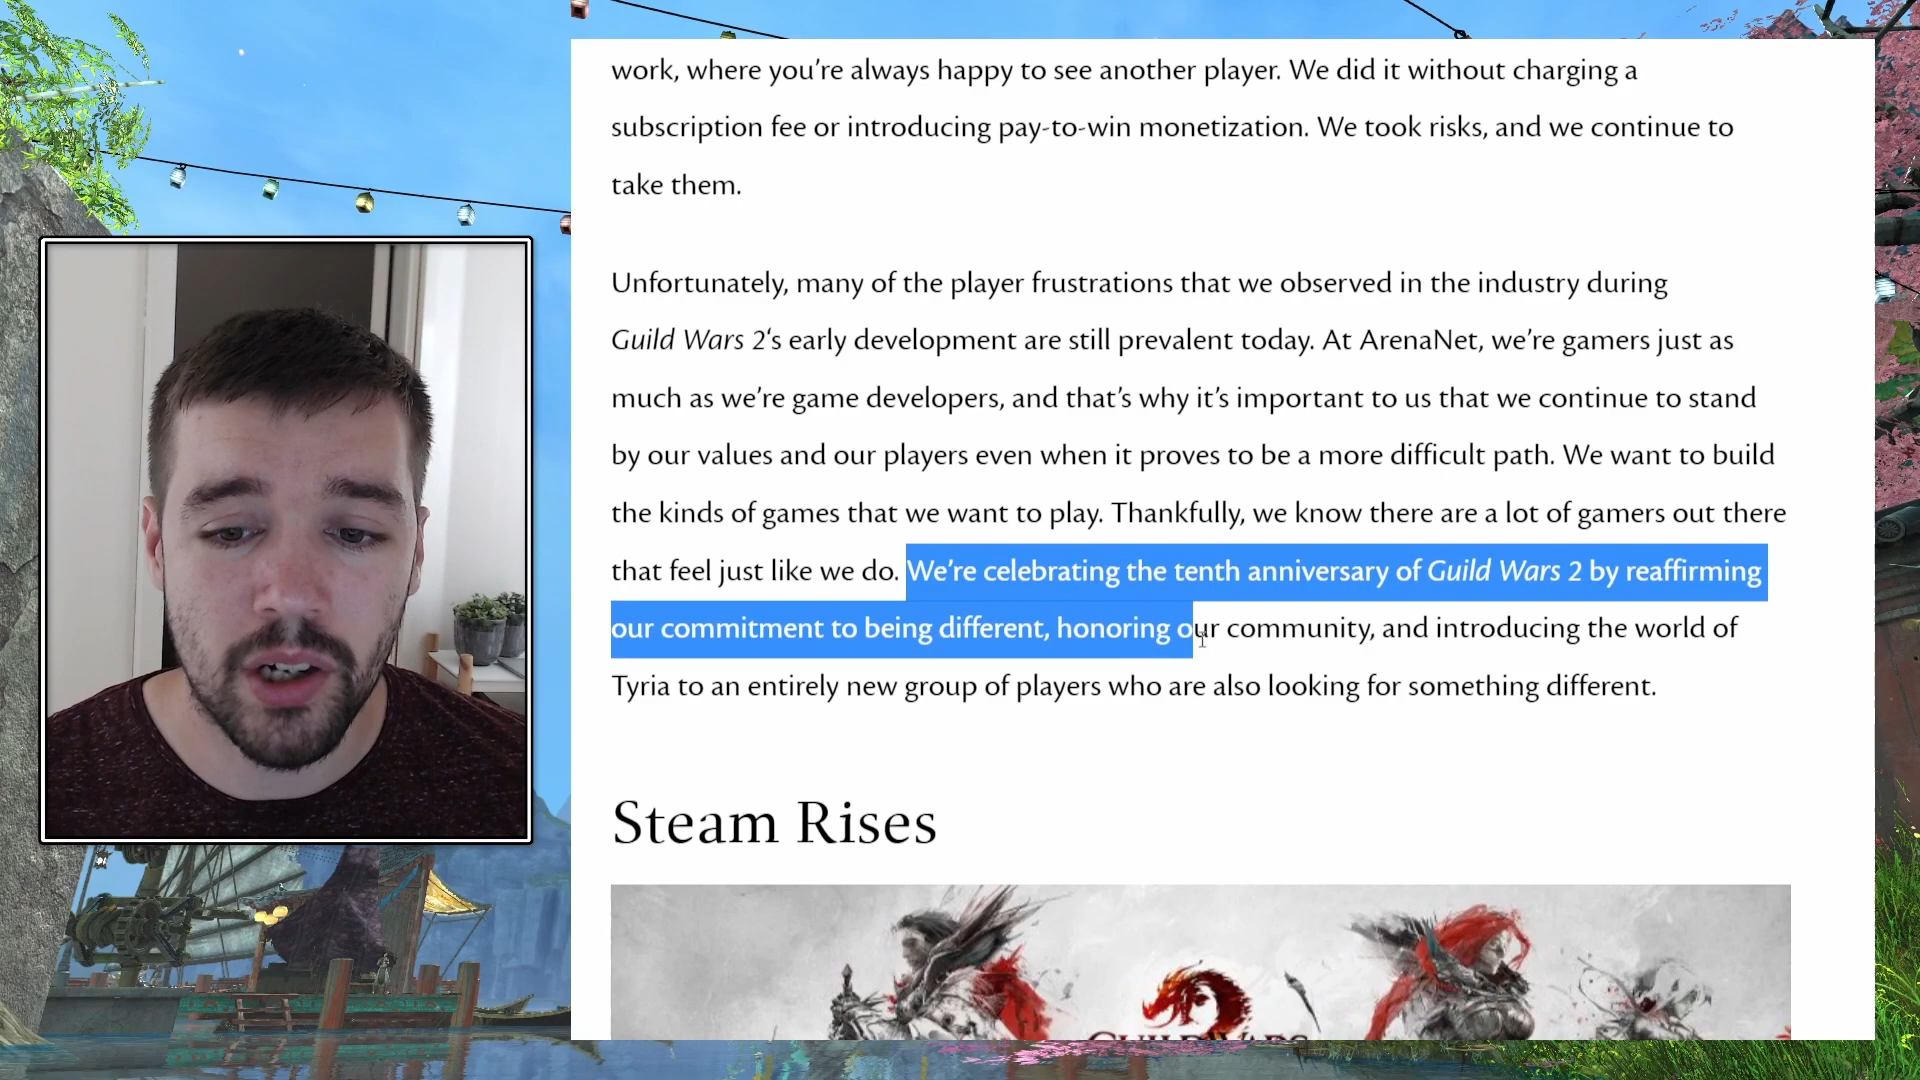 work, where you’re always happy to see another player. We did it without charging a
subscription fee or introducing pay-to-win monetization. We took risks, and we continue to
take them.
Unfortunately, many of the player frustrations that we observed in the industry during
Guild Wars 2‘s early development are still prevalent today. At ArenaNet, we’re gamers just as
much as we’re game developers, and that’s why it’s important to us that we continue to stand
by our values and our players even when it proves to be a more difficult path. We want to build
the kinds of games that we want to play. Thankfully, we know there are a lot of gamers out there
that feel just like we do. We’re celebrating the tenth anniversary of Guild Wars 2 by reaffirming
our commitment to being different, honoring our community, and introducing the world of
Tyria to an entirely new group of players who are also looking for something different.
Steam Rises
GUILD WARS